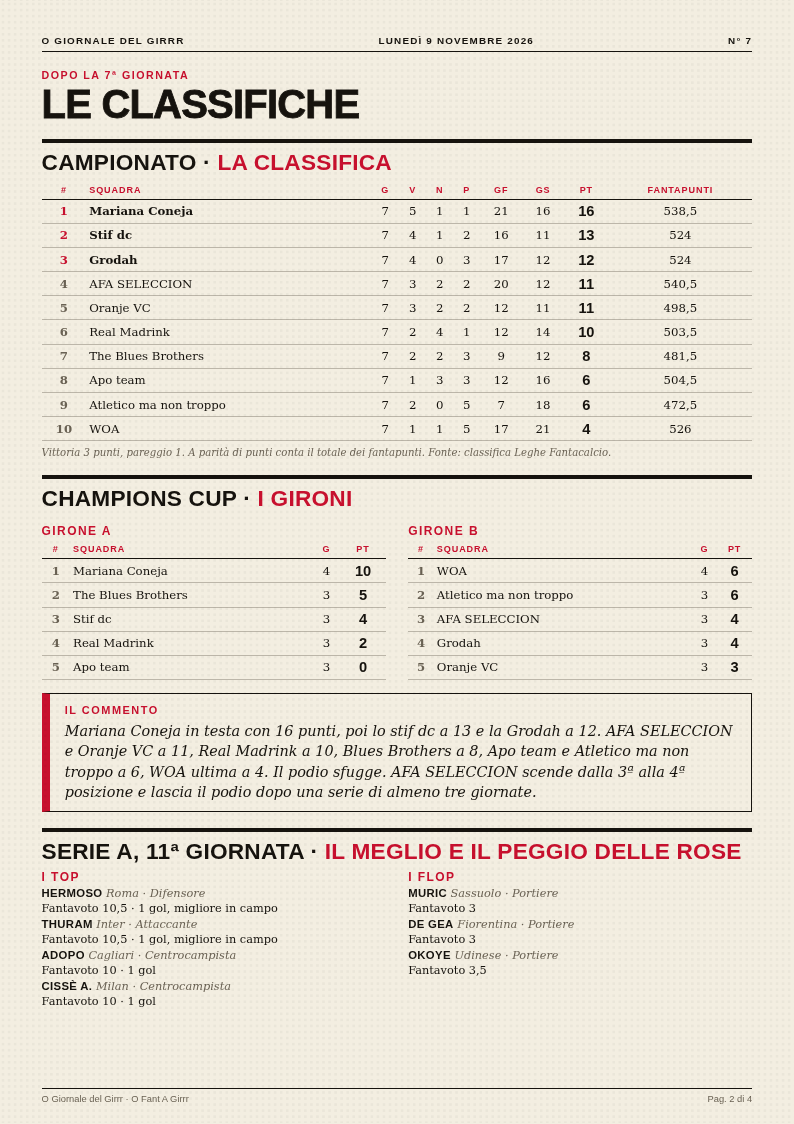 O GIORNALE DEL GIRRR LUNEDÌ 9 NOVEMBRE 2026 N° 7
DOPO LA 7ª GIORNATA
LE CLASSIFICHE
CAMPIONATO · LA CLASSIFICA
# SQUADRA G V N P GF GS PT FANTAPUNTI
1 Mariana Coneja 7 5 1 1 21 16 16 538,5
2 Stif dc 7 4 1 2 16 11 13 524
3 Grodah 7 4 0 3 17 12 12 524
4 AFA SELECCION 7 3 2 2 20 12 11 540,5
5 Oranje VC 7 3 2 2 12 11 11 498,5
6 Real Madrink 7 2 4 1 12 14 10 503,5
7 The Blues Brothers 7 2 2 3 9 12 8 481,5
8 Apo team 7 1 3 3 12 16 6 504,5
9 Atletico ma non troppo 7 2 0 5 7 18 6 472,5
10 WOA 7 1 1 5 17 21 4 526
Vittoria 3 punti, pareggio 1. A parità di punti conta il totale dei fantapunti. Fonte: classifica Leghe Fantacalcio.
CHAMPIONS CUP · I GIRONI
GIRONE A
# SQUADRA G PT
1 Mariana Coneja 4 10
2 The Blues Brothers 3 5
3 Stif dc 3 4
4 Real Madrink 3 2
5 Apo team 3 0
GIRONE B
# SQUADRA G PT
1 WOA 4 6
2 Atletico ma non troppo 3 6
3 AFA SELECCION 3 4
4 Grodah 3 4
5 Oranje VC 3 3
IL COMMENTO
Mariana Coneja in testa con 16 punti, poi lo stif dc a 13 e la Grodah a 12. AFA SELECCION
e Oranje VC a 11, Real Madrink a 10, Blues Brothers a 8, Apo team e Atletico ma non
troppo a 6, WOA ultima a 4. Il podio sfugge. AFA SELECCION scende dalla 3ª alla 4ª
posizione e lascia il podio dopo una serie di almeno tre giornate.
SERIE A, 11ª GIORNATA · IL MEGLIO E IL PEGGIO DELLE ROSE
I TOP
HERMOSO Roma · Difensore
Fantavoto 10,5 · 1 gol, migliore in campo
THURAM Inter · Attaccante
Fantavoto 10,5 · 1 gol, migliore in campo
ADOPO Cagliari · Centrocampista
Fantavoto 10 · 1 gol
CISSÈ A. Milan · Centrocampista
Fantavoto 10 · 1 gol
I FLOP
MURIC Sassuolo · Portiere
Fantavoto 3
DE GEA Fiorentina · Portiere
Fantavoto 3
OKOYE Udinese · Portiere
Fantavoto 3,5
O Giornale del Girrr · O Fant A Girrr Pag. 2 di 4